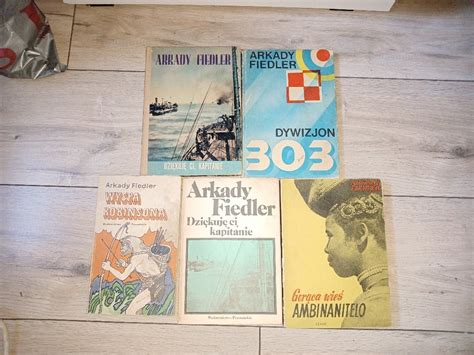 ARKADY FIEDLER
DZIĘKUJĘ CI, KAPITANIE
ARKADY
FIEDLER
DYWIZJON
303
Arkady Fiedler
WYSPA
ROBINSONA
Arkady
Fiedler
Dziękuję ci,
kapitanie
Wydawnictwo Poznańskie
Gorąca wieś
AMBINANITELO